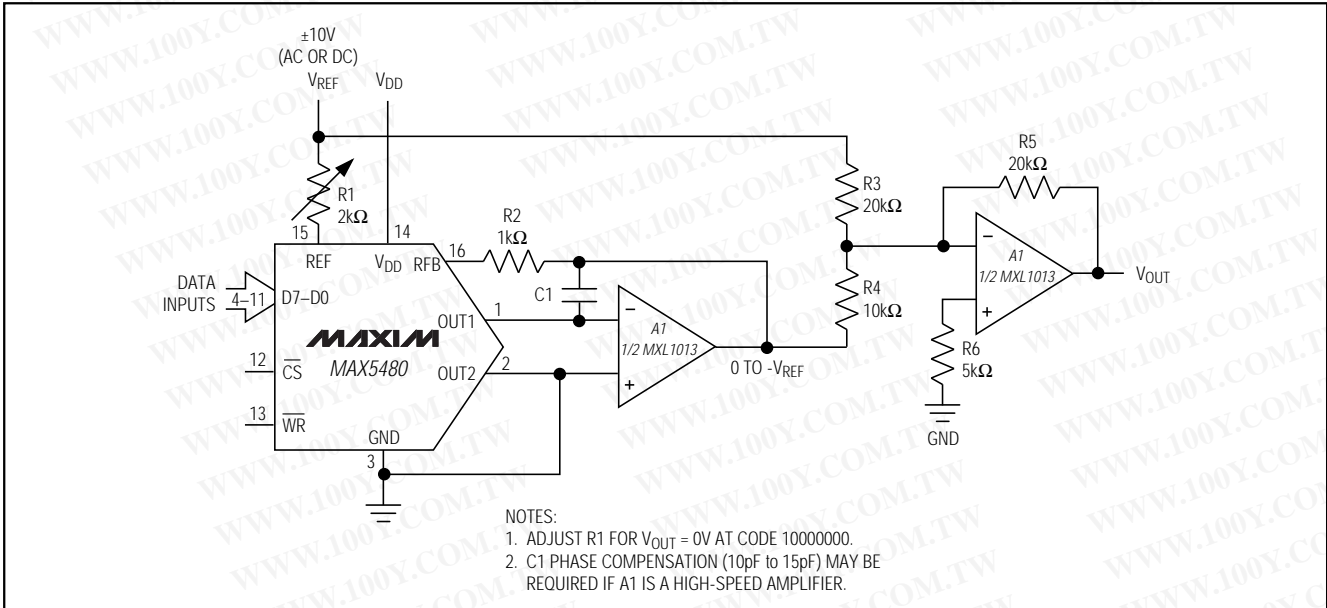 ±10V
(AC OR DC)
VREF
VDD
R1
2kΩ
15
14
REF
VDD
RFB
16
R2
1kΩ
DATA
INPUTS
4–11
D7–D0
C1
OUT1
1
MAXIM
MAX5480
OUT2
2
12
CS
13
WR
GND
3
−
+
A1
1/2 MXL1013
0 TO -VREF
R3
20kΩ
R4
10kΩ
R5
20kΩ
−
+
A1
1/2 MXL1013
VOUT
R6
5kΩ
GND
NOTES:
1. ADJUST R1 FOR VOUT = 0V AT CODE 10000000.
2. C1 PHASE COMPENSATION (10pF to 15pF) MAY BE
REQUIRED IF A1 IS A HIGH-SPEED AMPLIFIER.
WWW.100Y.COM.TW